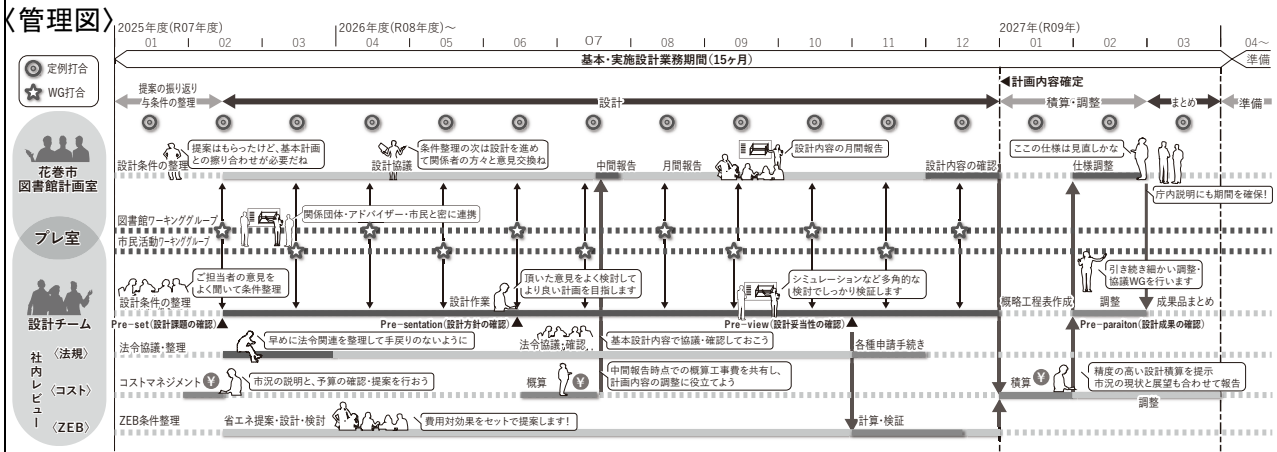 〈管理図〉
2025年度(R07年度)
2026年度(R08年度)～
2027年(R09年)
01 02 03 04 05 06 07 08 09 10 11 12 01 02 03 04～
基本・実施設計業務期間(15ヶ月)
準備
定例打合
WG打合
◀計画内容確定
提案の振り返り
与条件の整理
設計
積算・調整
まとめ
準備
花巻市
図書館計画室
設計条件の整理
提案はもらったけど、基本計画
との擦り合わせが必要だね
設計協議
条件整理の次は設計を進め
て関係者の方々と意見交換ね
中間報告
月間報告
設計内容の月間報告
設計内容の確認
ここの仕様は見直しかな
仕様調整
庁内説明にも期間を確保!
プレ室
図書館ワーキンググループ
市民活動ワーキンググループ
関係団体・アドバイザー・市民と密に連携
設計チーム
設計条件の整理
ご担当者の意見を
よく聞いて条件整理
設計作業
頂いた意見をよく検討して
より良い計画を目指します
シミュレーションなど多角的な
検討でしっかり検証します
引き続き細かい調整・
協議WGを行います
概略工程表作成
調整
成果品まとめ
Pre-set(設計課題の確認)▲
Pre-sentation(設計方針の確認)▲
Pre-view(設計妥当性の確認)▲
Pre-paraiton(設計成果の確認)
社内レビュー
〈法規〉
法令協議・整理
早めに法令関連を整理して手戻りのないように
法令協議・確認
基本設計内容で協議・確認しておこう
各種申請手続き
〈コスト〉
コストマネジメント ¥
市況の説明と、予算の確認・提案を行おう
概算
¥
中間報告時点での概算工事費を共有し、
計画内容の調整に役立てよう
積算 ¥
精度の高い設計積算を提示
市況の現状と展望も合わせて報告
調整
〈ZEB〉
ZEB条件整理
省エネ提案・設計・検討
費用対効果をセットで提案します!
計算・検証